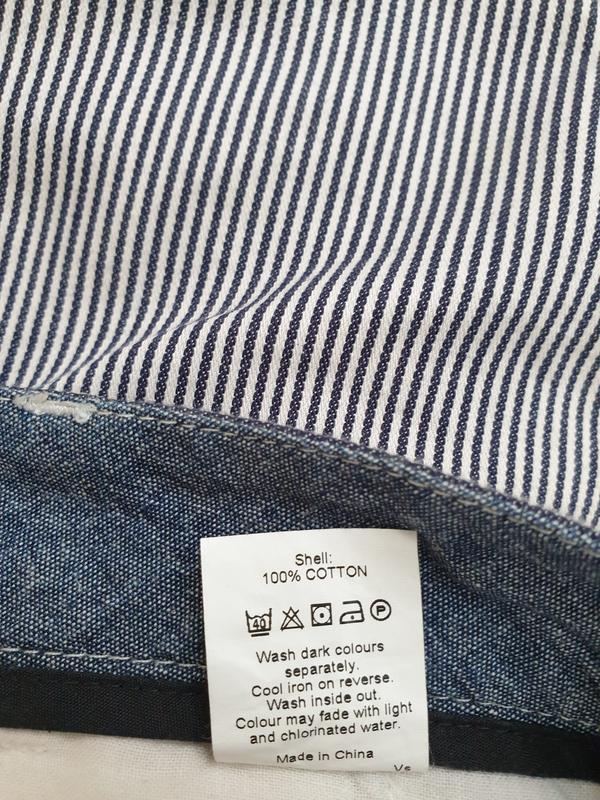 Shell:
100% COTTON
40 P
Wash dark colours
separately.
Cool iron on reverse.
Wash inside out.
Colour may fade with light
and chlorinated water.
Made in China